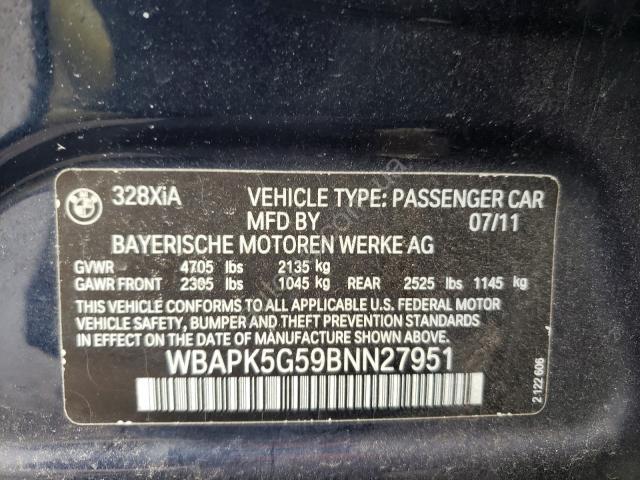 328XiA VEHICLE TYPE: PASSENGER CAR
MFD BY 07/11
BAYERISCHE MOTOREN WERKE AG
GVWR 4705 lbs 2135 kg
GAWR FRONT 2305 lbs 1045 kg REAR 2525 lbs 1145 kg
THIS VEHICLE CONFORMS TO ALL APPLICABLE U.S. FEDERAL MOTOR
VEHICLE SAFETY, BUMPER AND THEFT PREVENTION STANDARDS
IN EFFECT ON THE DATE OF MANUFACTURE SHOWN ABOVE.
WBAPK5G59BNN27951
2 122 606